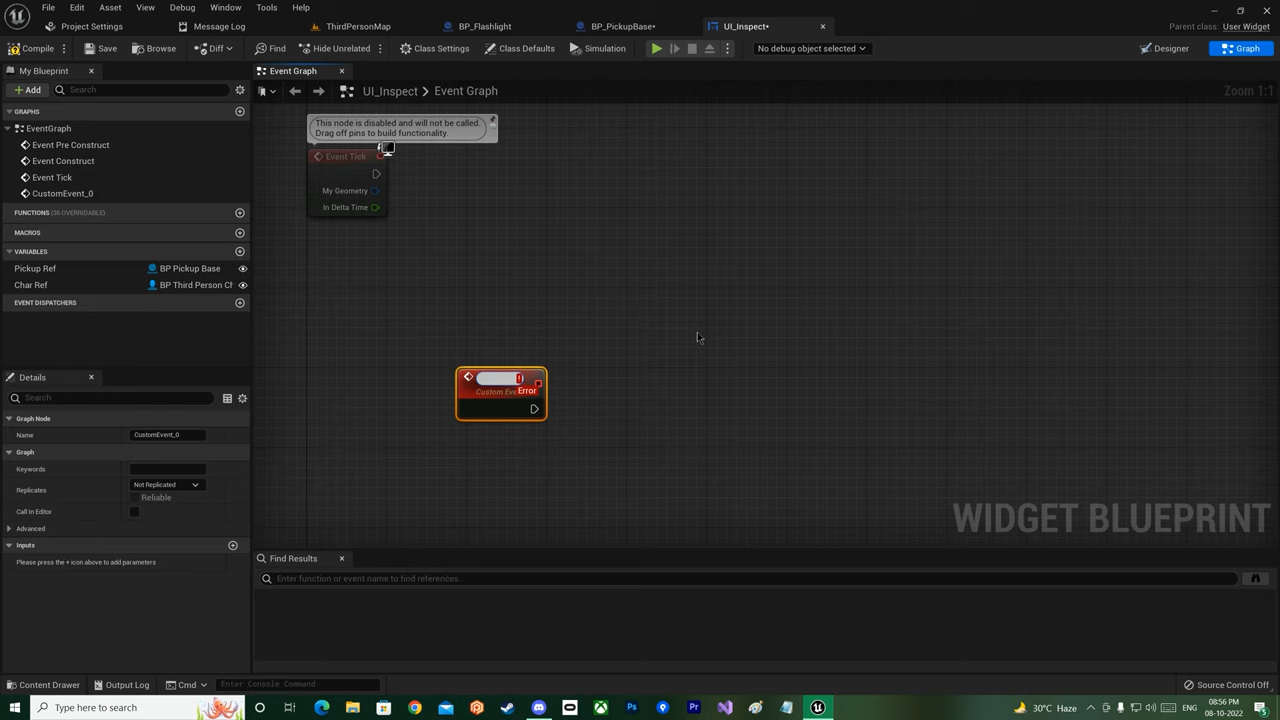 File Edit Asset View Debug Window Tools Help
Project Settings Message Log ThirdPersonMap BP_Flashlight BP_PickupBase* UI_Inspect* Parent class: User Widget
Compile Save Browse Diff Find Hide Unrelated Class Settings Class Defaults Simulation No debug object selected Designer Graph
My Blueprint Event Graph
Add Search UI_Inspect Event Graph Zoom 1:1
GRAPHS
EventGraph
Event Pre Construct
Event Construct
Event Tick
CustomEvent_0
FUNCTIONS (36 OVERRIDABLE)
MACROS
VARIABLES
Pickup Ref BP Pickup Base
Char Ref BP Third Person Ch
EVENT DISPATCHERS
This node is disabled and will not be called.
Drag off pins to build functionality.
Event Tick
My Geometry
In Delta Time
Custom Eve
Error
Details
Search
Graph Node
Name CustomEvent_0
Graph
Keywords
Replicates Not Replicated
Reliable
Call In Editor
Advanced
Inputs
Please press the + icon above to add parameters
WIDGET BLUEPRINT
Find Results
Enter function or event name to find references.
Content Drawer Output Log Cmd Enter Console Command Source Control Off
Type here to search 30°C Haze 08:56 PM
08-10-2022